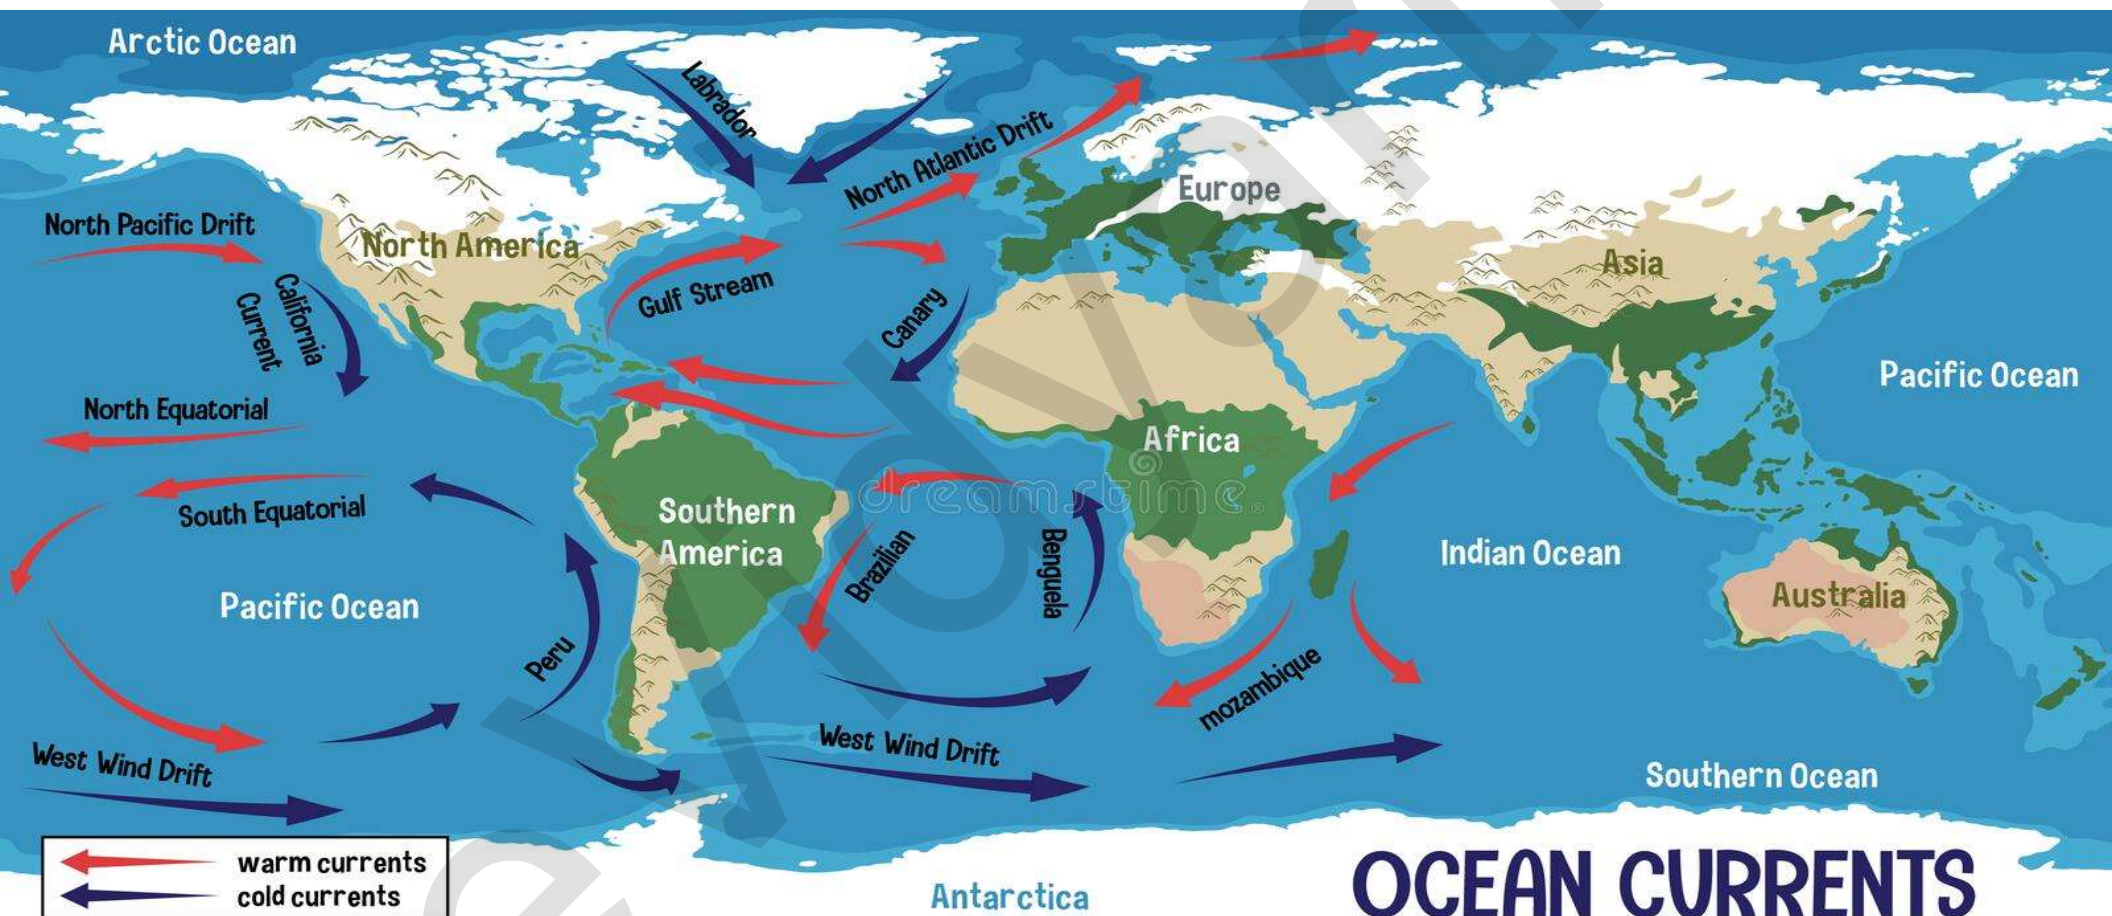 Arctic Ocean
Labrador
North Atlantic Drift
Europe
North Pacific Drift
North America
Asia
California
Current
Gulf Stream
Canary
Pacific Ocean
North Equatorial
Africa
South Equatorial
Southern
America
dreamstime.
Brazilian
Benguela
Indian Ocean
Pacific Ocean
Australia
Peru
mozambique
West Wind Drift
West Wind Drift
Southern Ocean
warm currents
cold currents
Antarctica
OCEAN CURRENTS